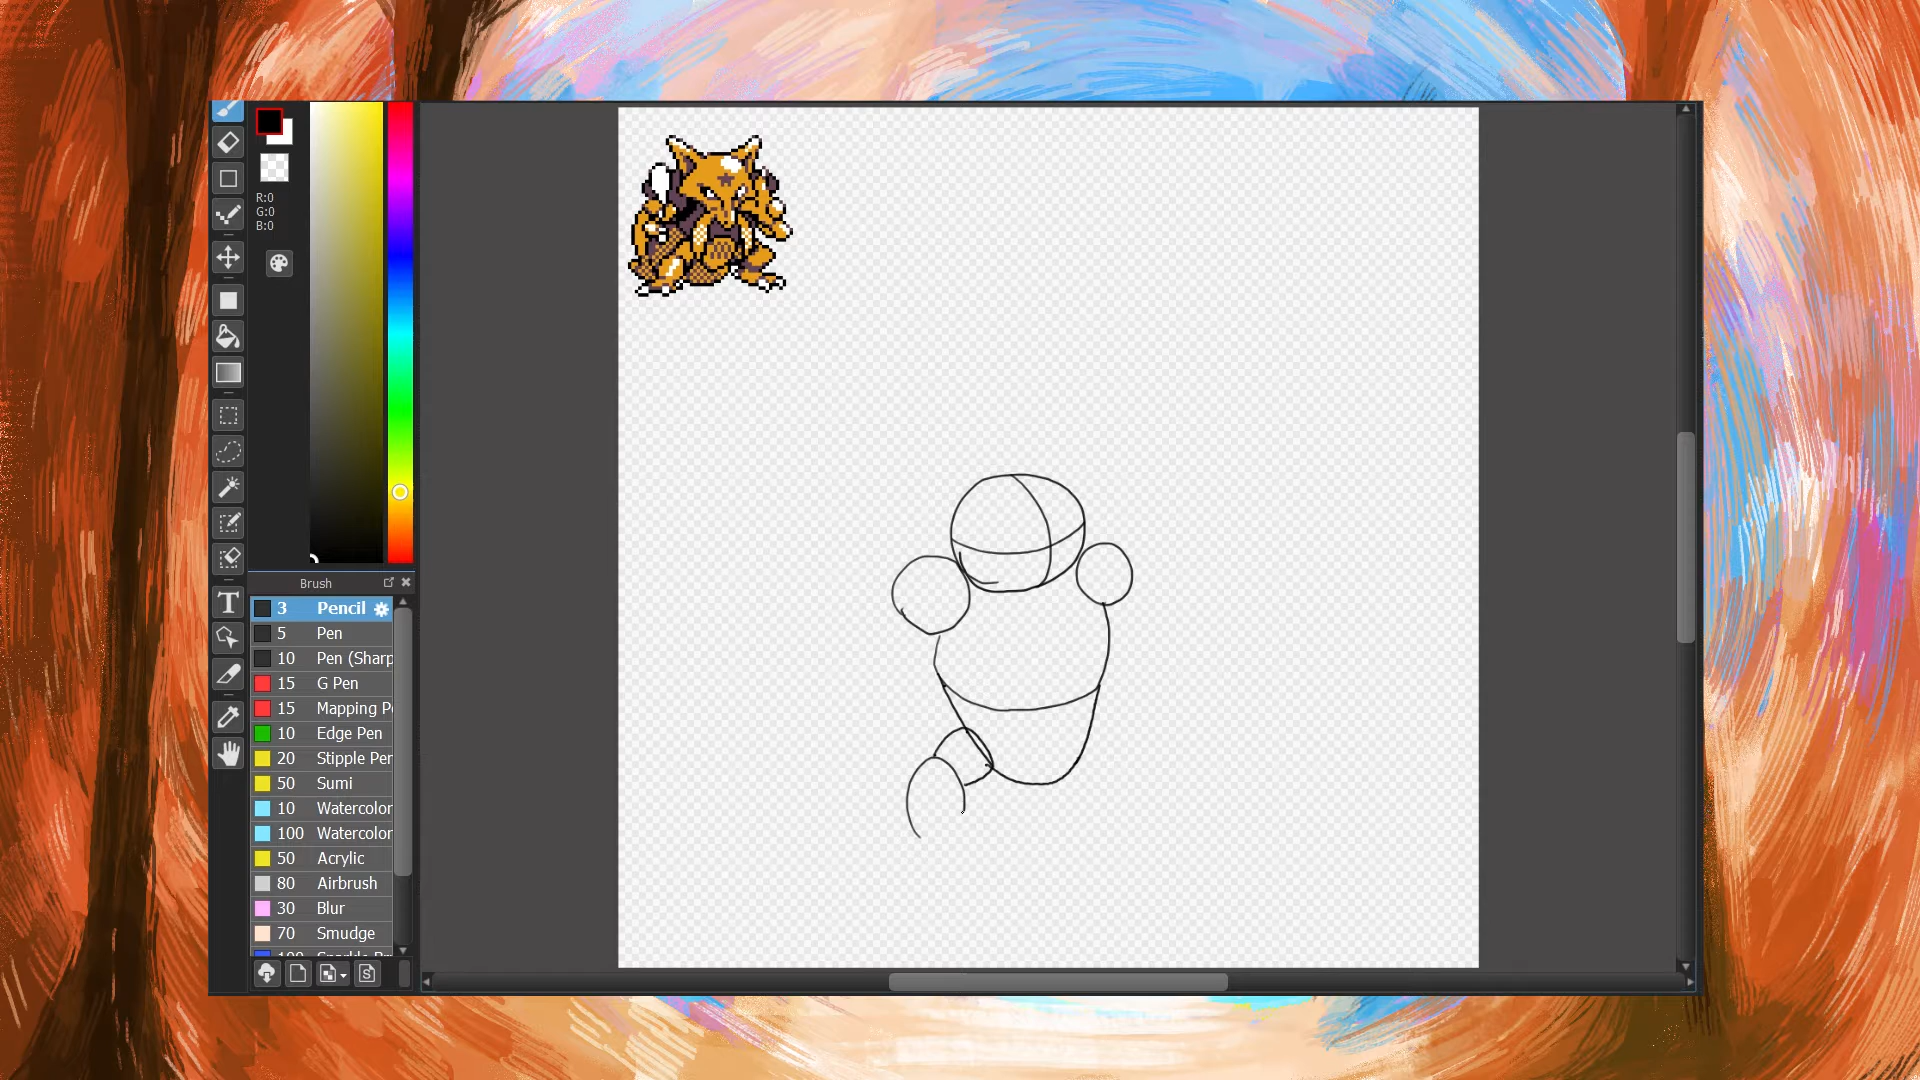 R:0
G:0
B:0
Brush
3 Pencil
5 Pen
10 Pen (Sharp
15 G Pen
15 Mapping Pe
10 Edge Pen
20 Stipple Pen
50 Sumi
10 Watercolor
100 Watercolor
50 Acrylic
80 Airbrush
30 Blur
70 Smudge